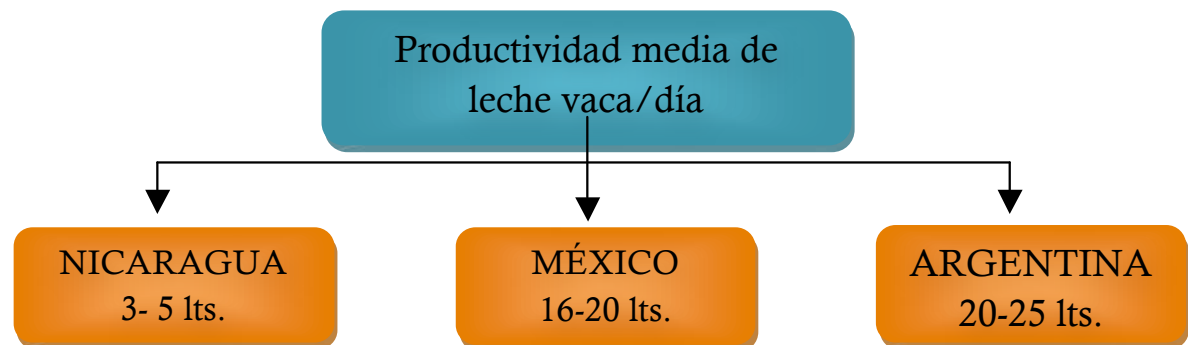 Productividad media de
leche vaca/día
NICARAGUA
3- 5 lts.
MÉXICO
16-20 lts.
ARGENTINA
20-25 lts.